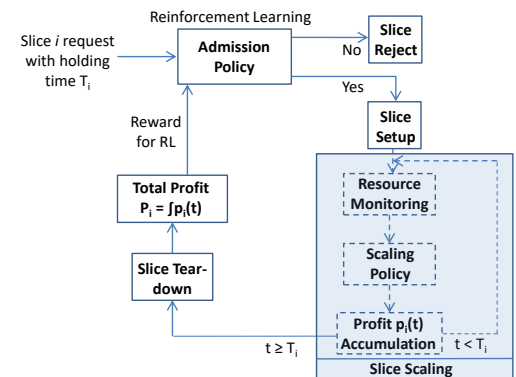 Reinforcement Learning
Slice i request
with holding
time Ti
Admission
Policy
No
Slice
Reject
Yes
Slice
Setup
Reward
for RL
Resource
Monitoring
Total Profit
Pi = ∫pi(t)
Scaling
Policy
Slice Tear-
down
Profit pi(t)
Accumulation
t ≥ Ti
t < Ti
Slice Scaling